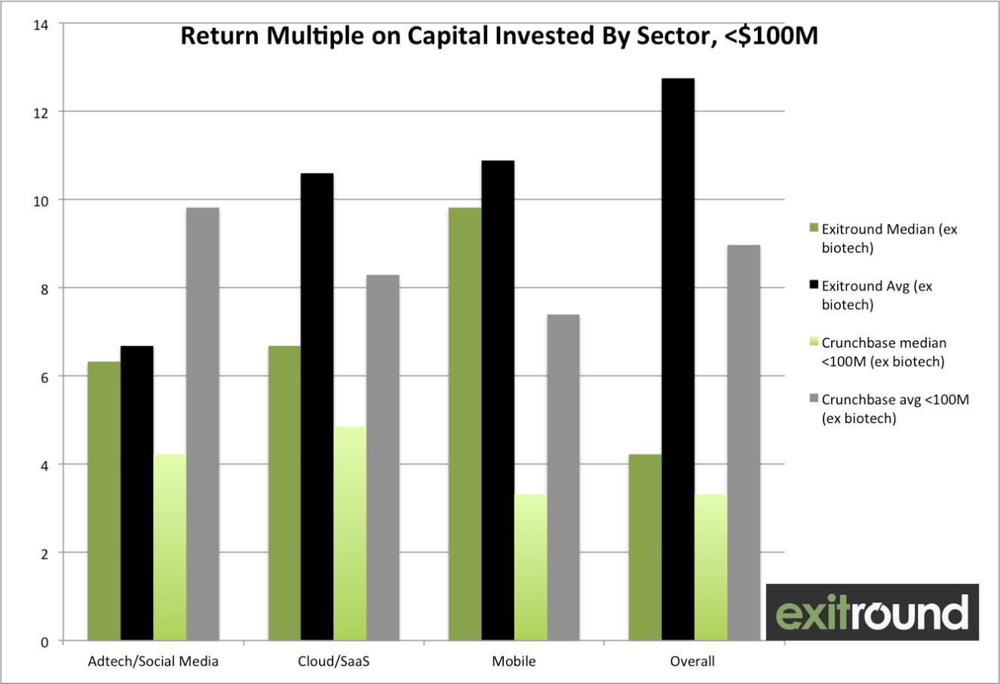 Return Multiple on Capital Invested By Sector, <$100M
14
12
10
8
6
4
2
0
Adtech/Social Media
Cloud/SaaS
Mobile
Overall
Exitround Median (ex
biotech)
Exitround Avg (ex
biotech)
Crunchbase median
<100M (ex biotech)
Crunchbase avg <100M
(ex biotech)
exitround